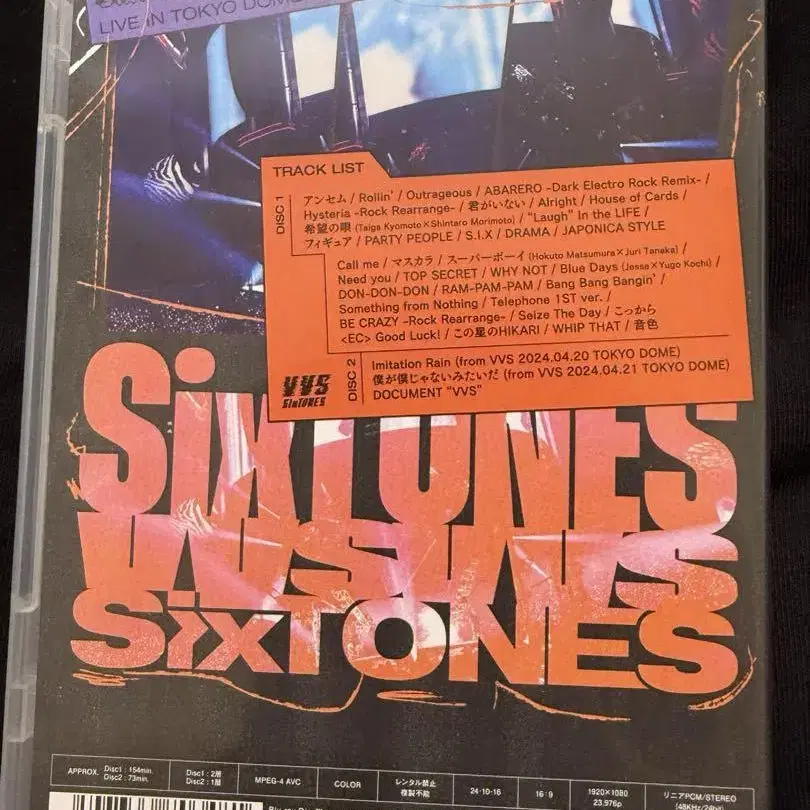 LIVE IN TOKYO DOME
TRACK LIST
DISC 1
アンセム / Rollin' / Outrageous / ABARERO -Dark Electro Rock Remix- /
Hysteria -Rock Rearrange- / 君がいない / Alright / House of Cards /
希望の眼 (Taiga Kyomoto×Shintaro Morimoto) / "Laugh" In the LIFE /
フィギュア / PARTY PEOPLE / S.I.X / DRAMA / JAPONICA STYLE
Call me / マスカラ / スーパーボーイ (Hokuto Matsumura×Juri Tanaka) /
Need you / TOP SECRET / WHY NOT / Blue Days (Jesse×Yugo Kochi) /
DON-DON-DON / RAM-PAM-PAM / Bang Bang Bangin' /
Something from Nothing / Telephone 1ST ver. /
BE CRAZY -Rock Rearrange- / Seize The Day / こっから
<EC> Good Luck! / この星のHIKARI / WHIP THAT / 音色
DISC 2
Imitation Rain (from VVS 2024.04.20 TOKYO DOME)
僕が僕じゃないみたいだ (from VVS 2024.04.21 TOKYO DOME)
DOCUMENT "VVS"
VVS
SixTONES
SixTONES
VVS VVS
SixTONES
APPROX. Disc1 : 154min. Disc2 : 73min.
Disc1 : 2層 Disc2 : 1層
MPEG-4 AVC
COLOR
レンタル禁止 複製不能
24-10-16
16:9
1920×1080 23.976p
リニアPCM/STEREO